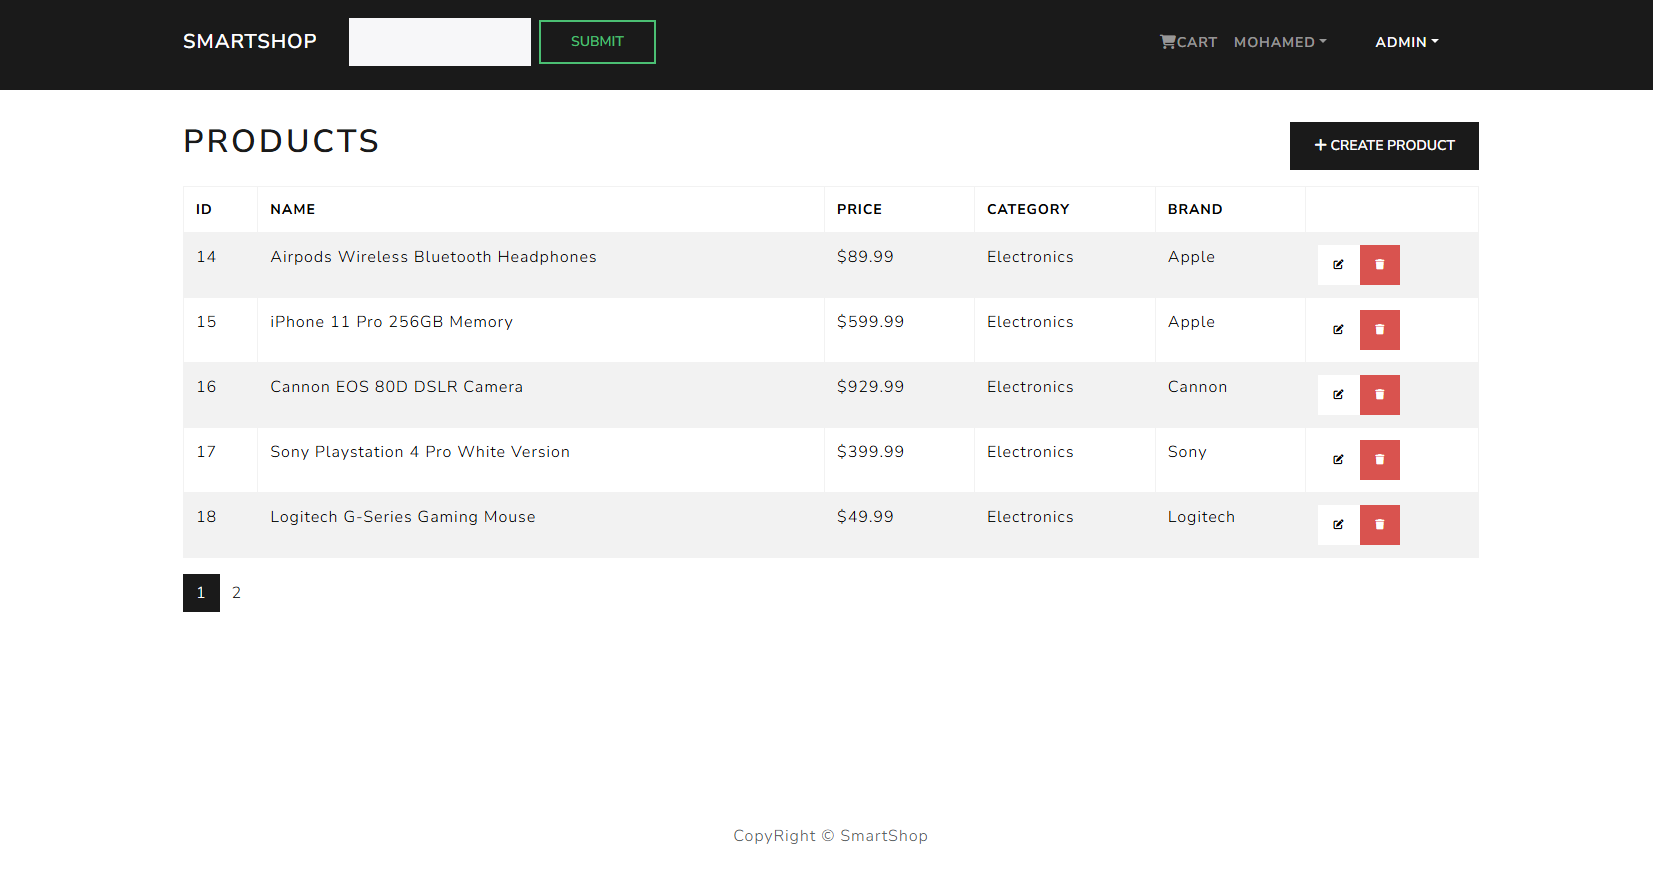 SMARTSHOP SUBMIT CART MOHAMED ADMIN
PRODUCTS CREATE PRODUCT
ID NAME PRICE CATEGORY BRAND
14 Airpods Wireless Bluetooth Headphones $89.99 Electronics Apple
15 iPhone 11 Pro 256GB Memory $599.99 Electronics Apple
16 Cannon EOS 80D DSLR Camera $929.99 Electronics Cannon
17 Sony Playstation 4 Pro White Version $399.99 Electronics Sony
18 Logitech G-Series Gaming Mouse $49.99 Electronics Logitech
1 2
CopyRight © SmartShop